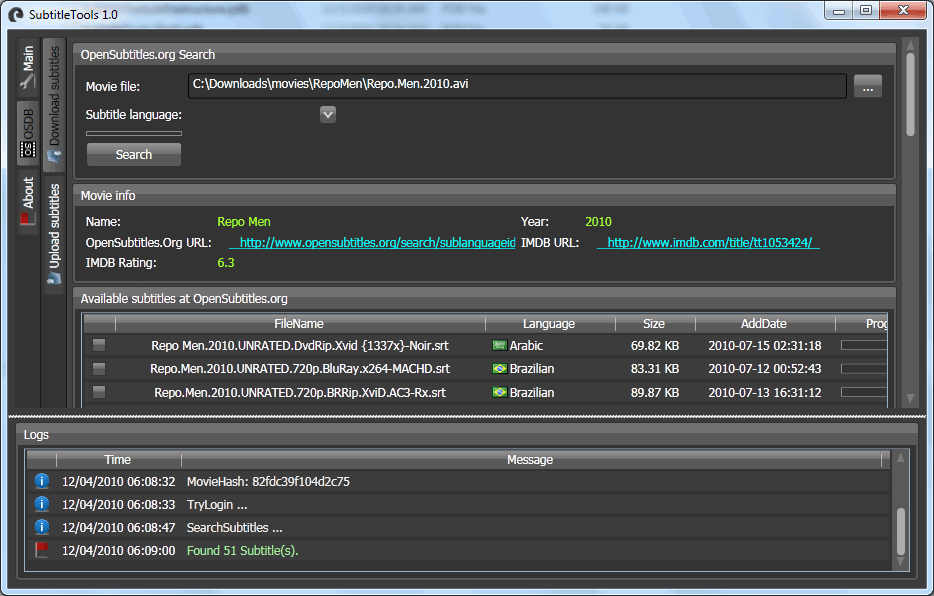 SubtitleTools 1.0
Main
OSDB
About
Download subtitles
Upload subtitles
OpenSubtitles.org Search
Movie file:
C:\Downloads\movies\RepoMen\Repo.Men.2010.avi
...
Subtitle language:
Search
Movie info
Name: Repo Men Year: 2010
OpenSubtitles.Org URL: http://www.opensubtitles.org/search/sublanguageid IMDB URL: http://www.imdb.com/title/tt1053424/
IMDB Rating: 6.3
Available subtitles at OpenSubtitles.org
FileName Language Size AddDate Prog
Repo Men.2010.UNRATED.DvdRip.Xvid {1337x}-Noir.srt Arabic 69.82 KB 2010-07-15 02:31:18
Repo.Men.2010.UNRATED.720p.BluRay.x264-MACHD.srt Brazilian 83.31 KB 2010-07-12 00:52:43
Repo.Men.2010.UNRATED.720p.BRRip.XviD.AC3-Rx.srt Brazilian 89.87 KB 2010-07-13 16:31:12
Logs
Time Message
12/04/2010 06:08:32 MovieHash: 82fdc39f104d2c75
12/04/2010 06:08:33 TryLogin ...
12/04/2010 06:08:47 SearchSubtitles ...
12/04/2010 06:09:00 Found 51 Subtitle(s).